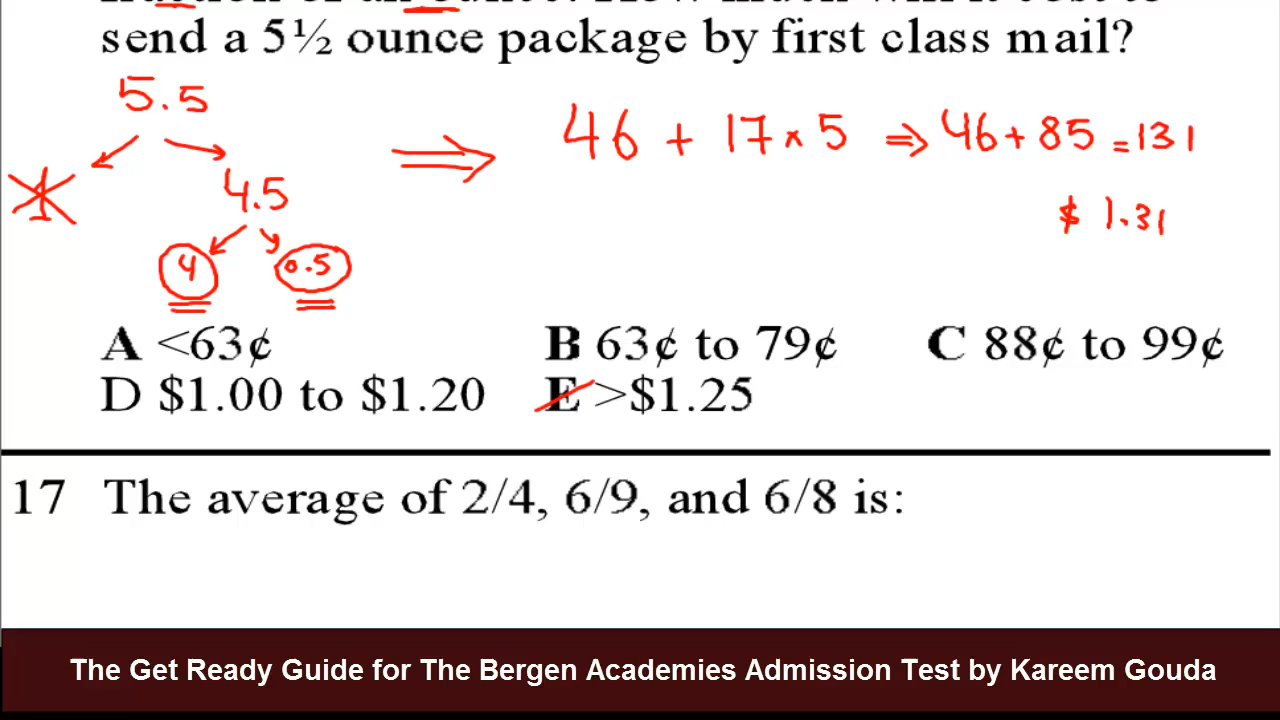 send a 5½ ounce package by first class mail?
5.5
46 + 17 × 5 ⇒ 46 + 85 = 131
1
4.5
$ 1.31
4
0.5
A <63¢ B 63¢ to 79¢ C 88¢ to 99¢
D $1.00 to $1.20 E >$1.25
17 The average of 2/4, 6/9, and 6/8 is:
The Get Ready Guide for The Bergen Academies Admission Test by Kareem Gouda